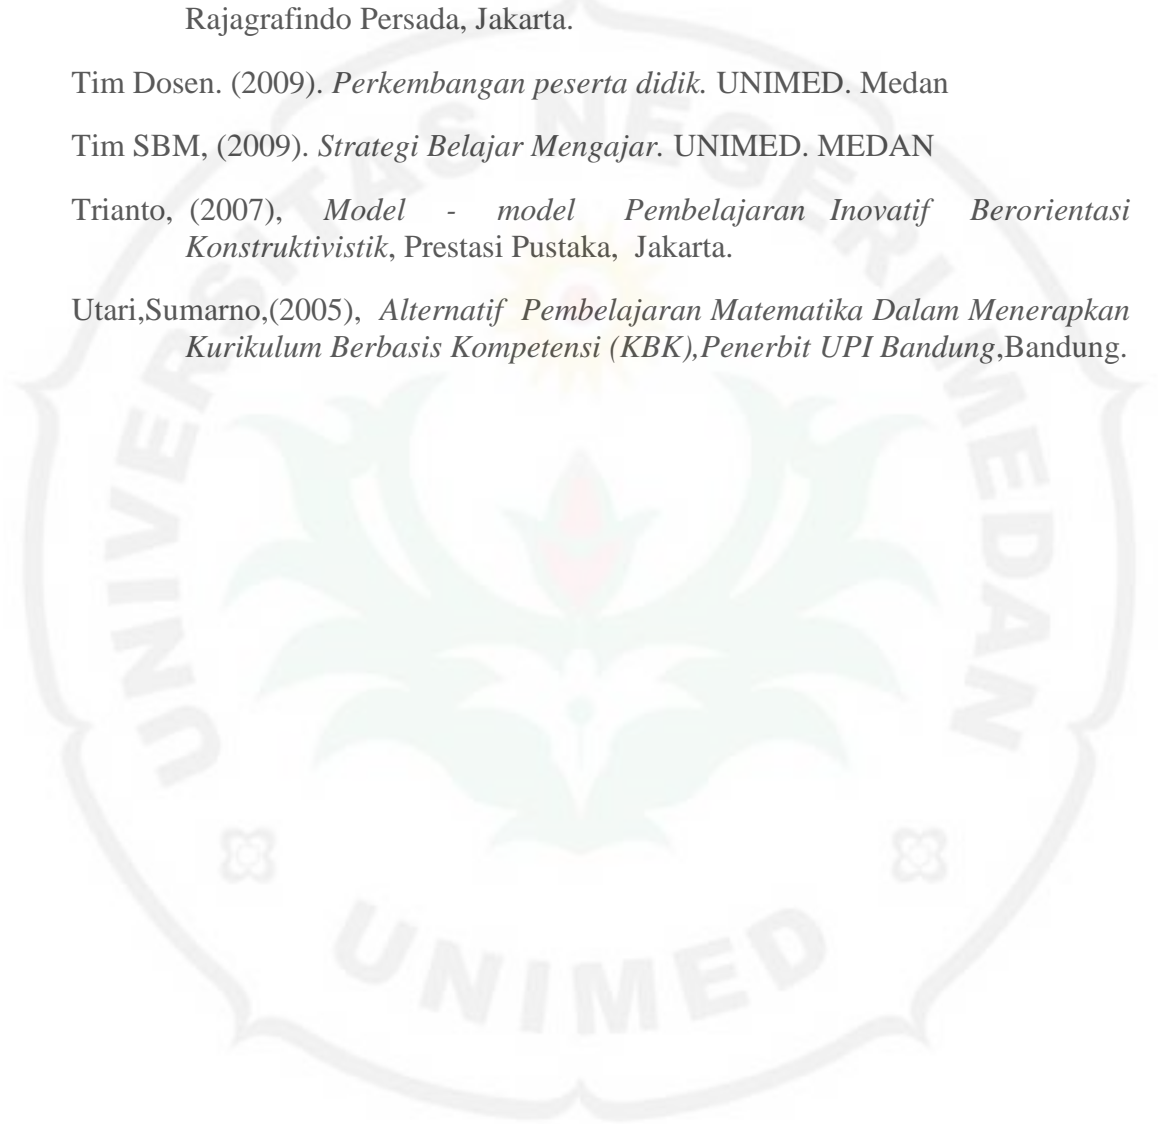 Rajagrafindo Persada, Jakarta.
Tim Dosen. (2009). Perkembangan peserta didik. UNIMED. Medan
Tim SBM, (2009). Strategi Belajar Mengajar. UNIMED. MEDAN
Trianto, (2007), Model - model Pembelajaran Inovatif Berorientasi
Konstruktivistik, Prestasi Pustaka, Jakarta.
Utari,Sumarno,(2005), Alternatif Pembelajaran Matematika Dalam Menerapkan
Kurikulum Berbasis Kompetensi (KBK),Penerbit UPI Bandung,Bandung.
UNIVERSITAS NEGERI MEDAN
UNIMED